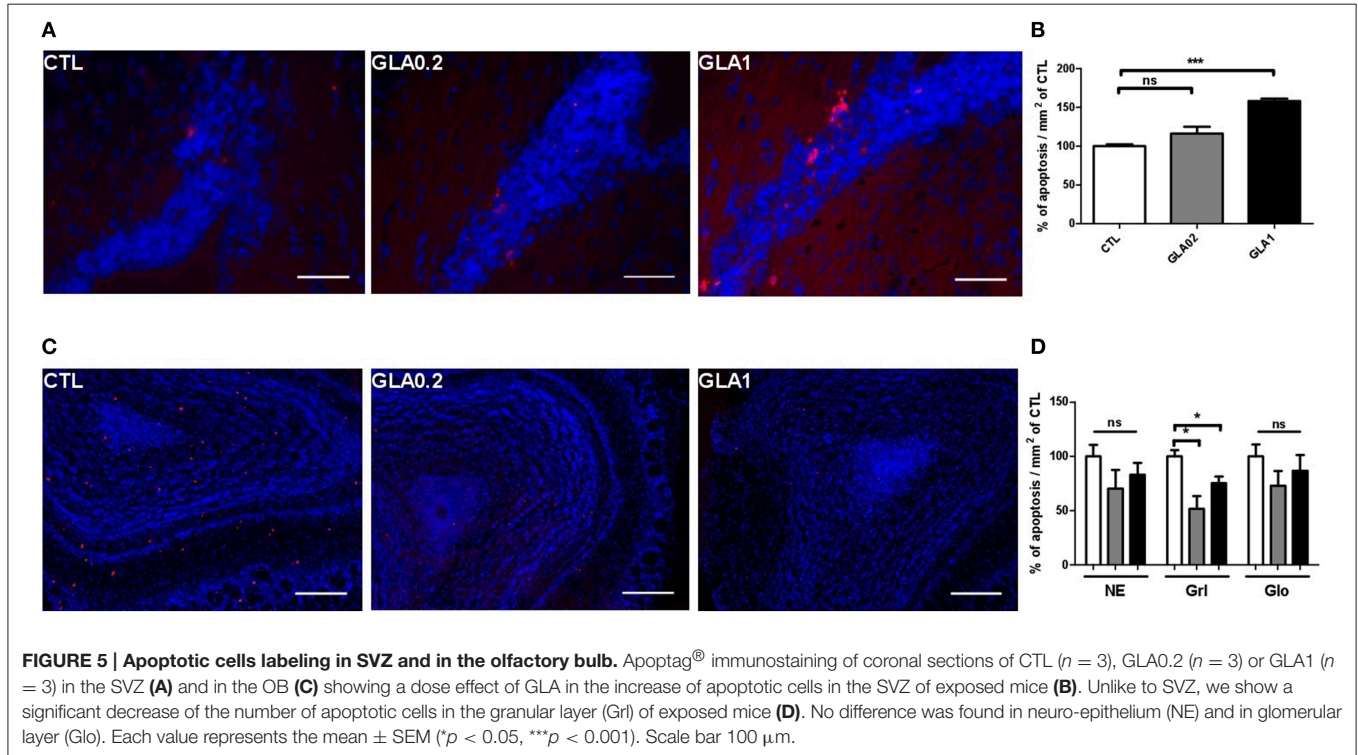 A
CTL
GLA0.2
GLA1
B
% of apoptosis / mm² of CTL
200
150
100
50
0
ns
***
CTL
GLA02
GLA1
C
CTL
GLA0.2
GLA1
D
% of apoptosis / mm² of CTL
150
100
50
0
ns
*
*
ns
NE
Grl
Glo
FIGURE 5 | Apoptotic cells labeling in SVZ and in the olfactory bulb. Apoptag® immunostaining of coronal sections of CTL (n = 3), GLA0.2 (n = 3) or GLA1 (n
= 3) in the SVZ (A) and in the OB (C) showing a dose effect of GLA in the increase of apoptotic cells in the SVZ of exposed mice (B). Unlike to SVZ, we show a
significant decrease of the number of apoptotic cells in the granular layer (Grl) of exposed mice (D). No difference was found in neuro-epithelium (NE) and in glomerular
layer (Glo). Each value represents the mean ± SEM (*p < 0.05, ***p < 0.001). Scale bar 100 μm.